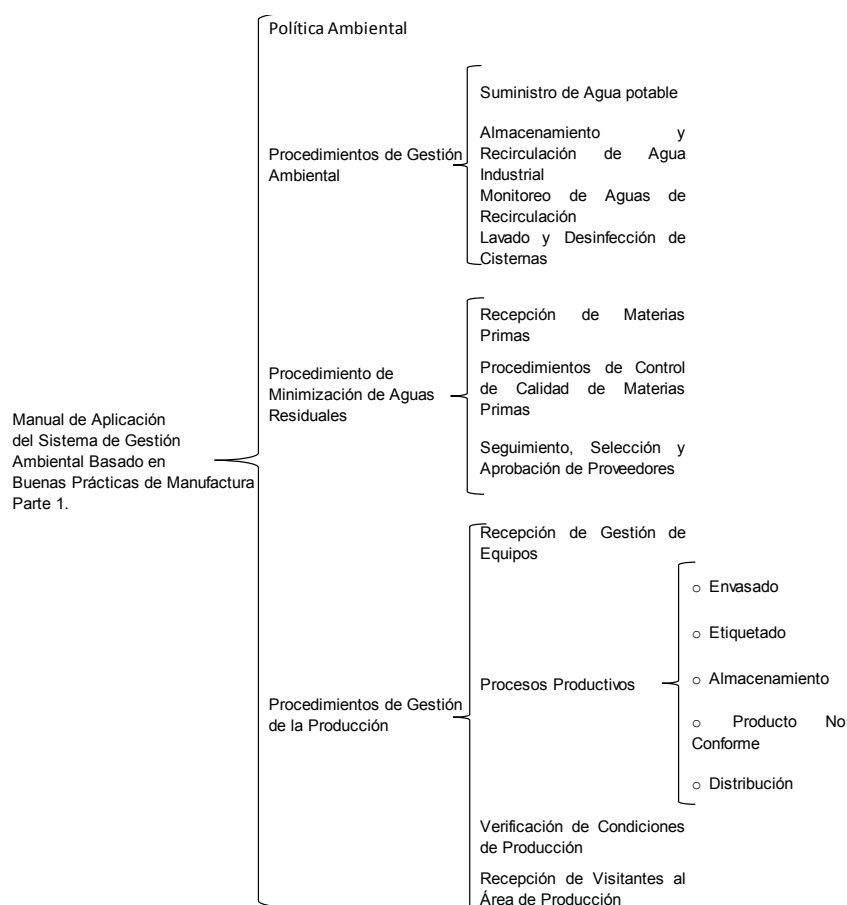 Política Ambiental
Suministro de Agua potable
Procedimientos de Gestión
Ambiental
Almacenamiento y
Recirculación de Agua
Industrial
Monitoreo de Aguas de
Recirculación
Lavado y Desinfección de
Cisternas
Recepción de Materias
Primas
Procedimiento de
Minimización de Aguas
Residuales
Procedimientos de Control
de Calidad de Materias
Primas
Seguimiento, Selección y
Aprobación de Proveedores
Manual de Aplicación
del Sistema de Gestión
Ambiental Basado en
Buenas Prácticas de Manufactura
Parte 1.
Recepción de Gestión de
Equipos
Procedimientos de Gestión
de la Producción
Procesos Productivos
o Envasado
o Etiquetado
o Almacenamiento
o Producto No
Conforme
o Distribución
Verificación de Condiciones
de Producción
Recepción de Visitantes al
Área de Producción